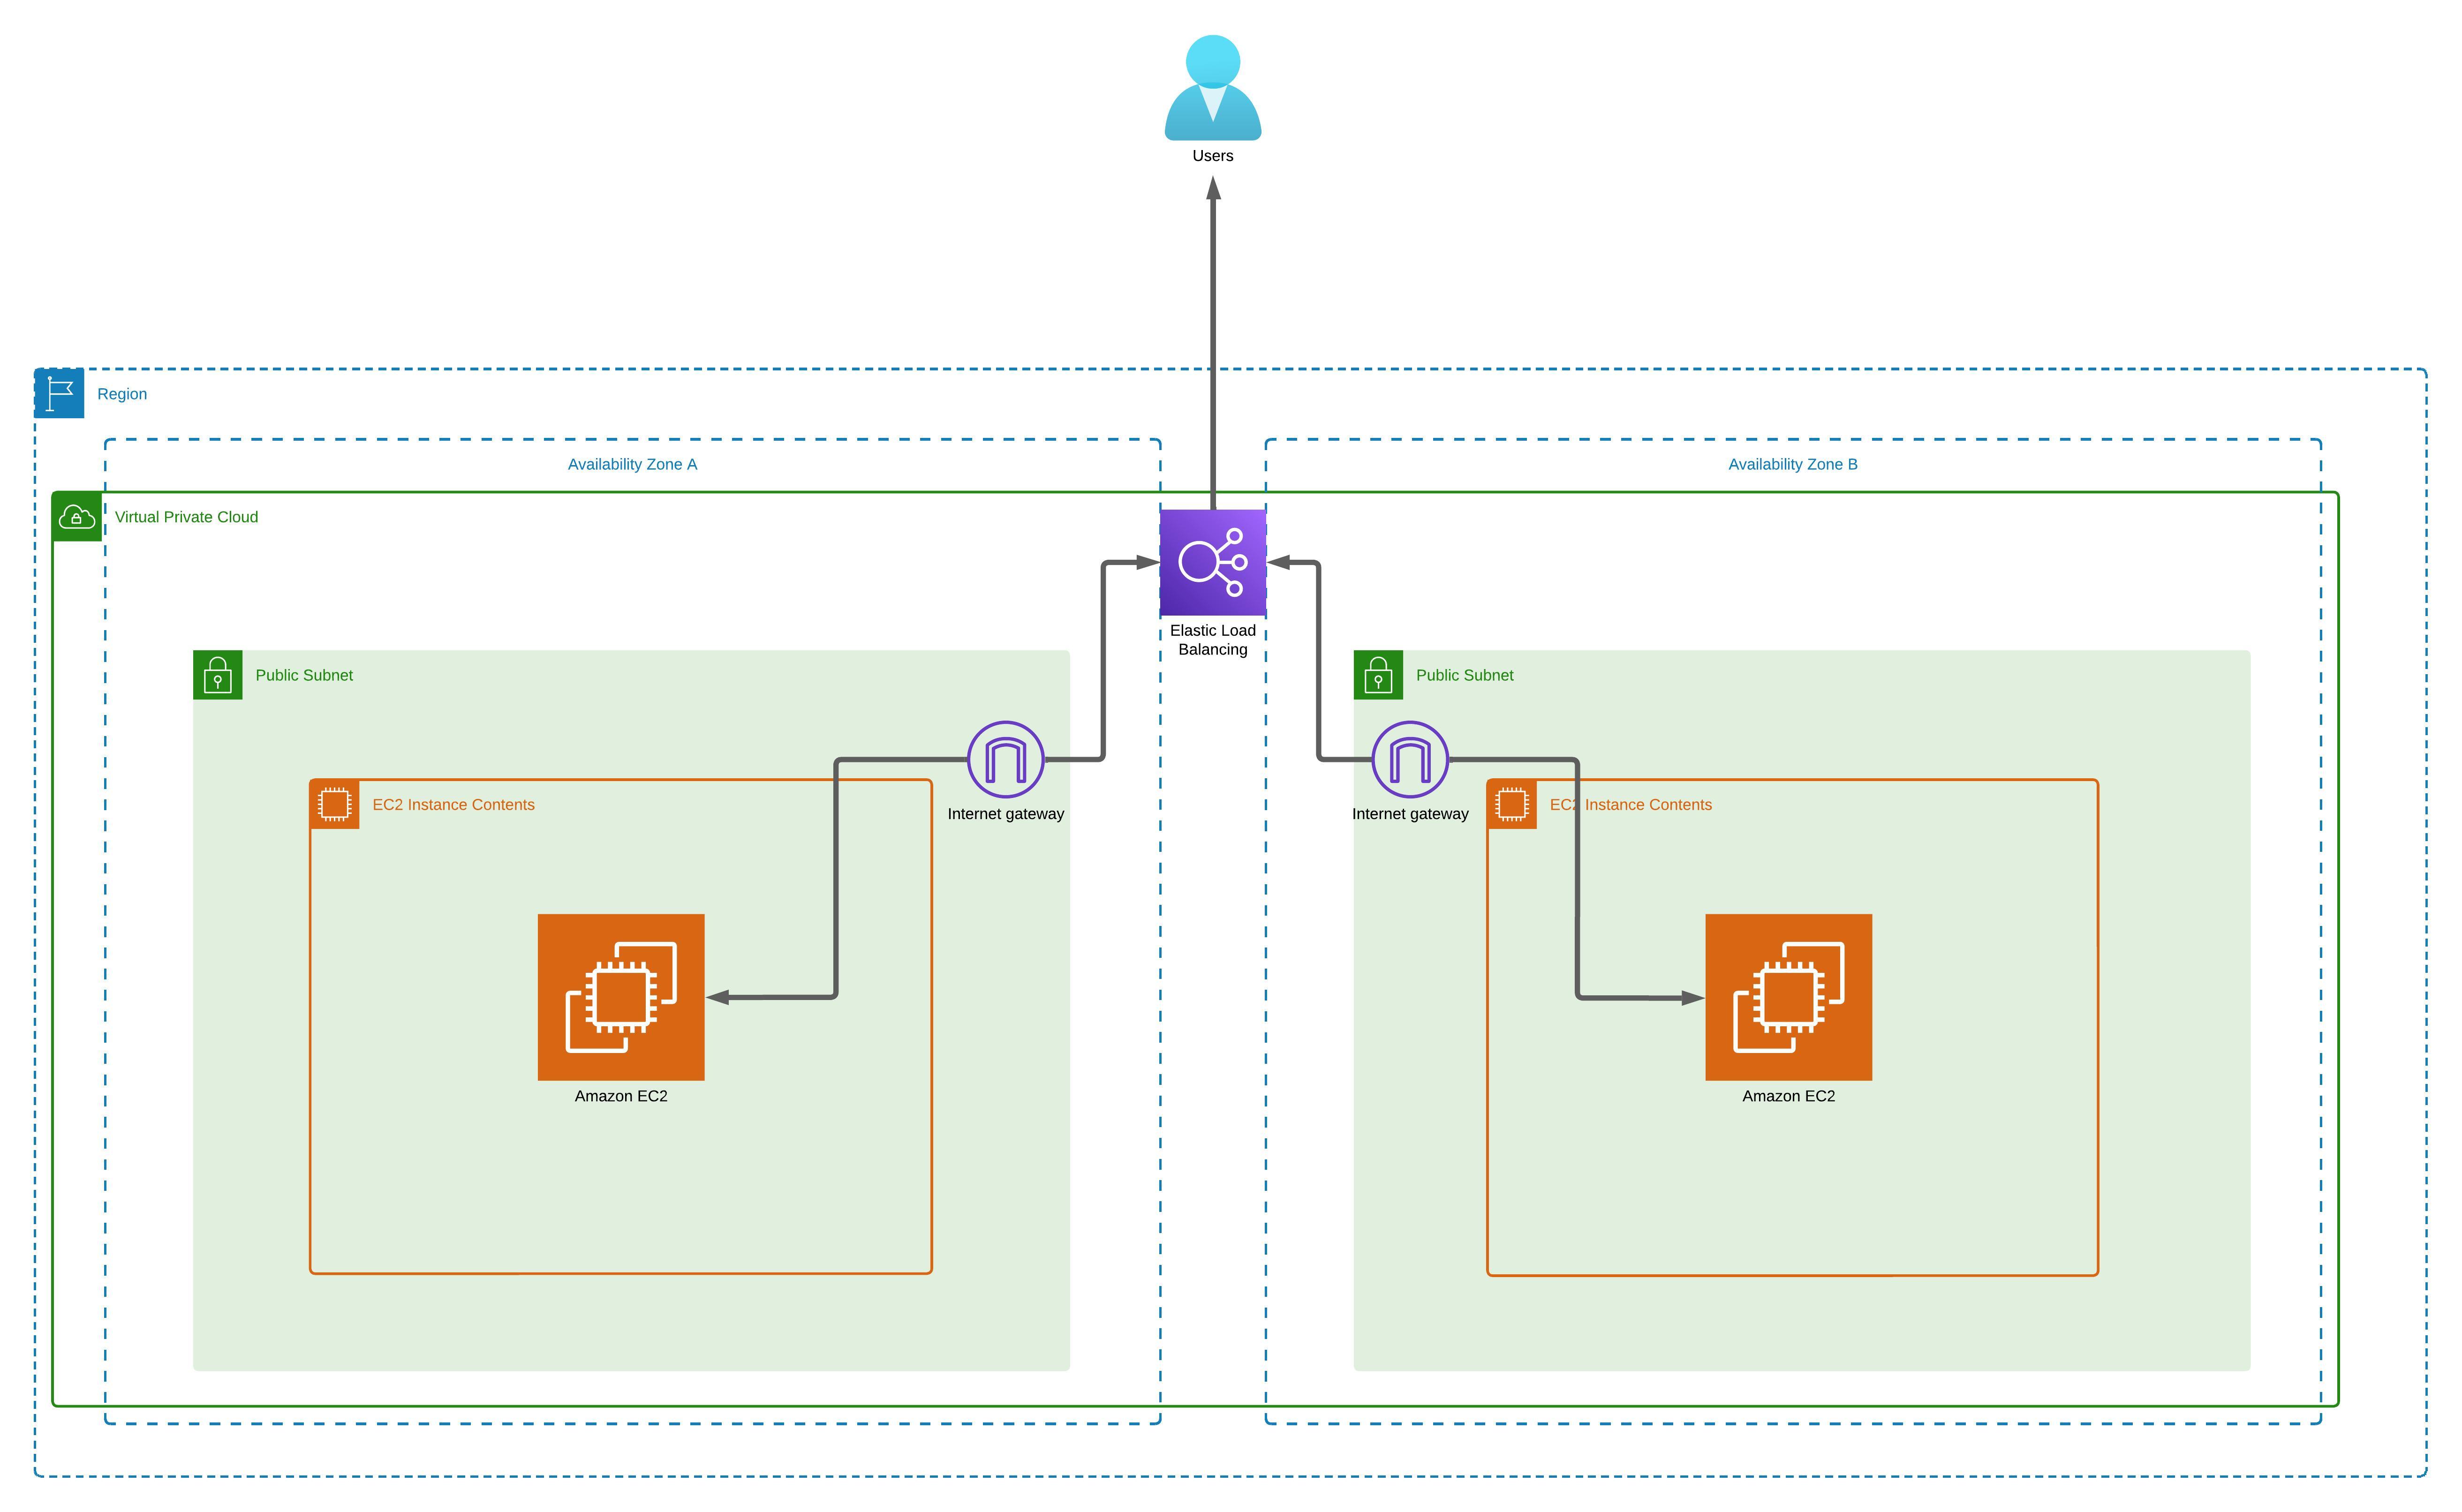 Users
Region
Availability Zone A
Availability Zone B
Virtual Private Cloud
Elastic Load
Balancing
Public Subnet
Public Subnet
EC2 Instance Contents
Internet gateway
Internet gateway
EC2 Instance Contents
Amazon EC2
Amazon EC2